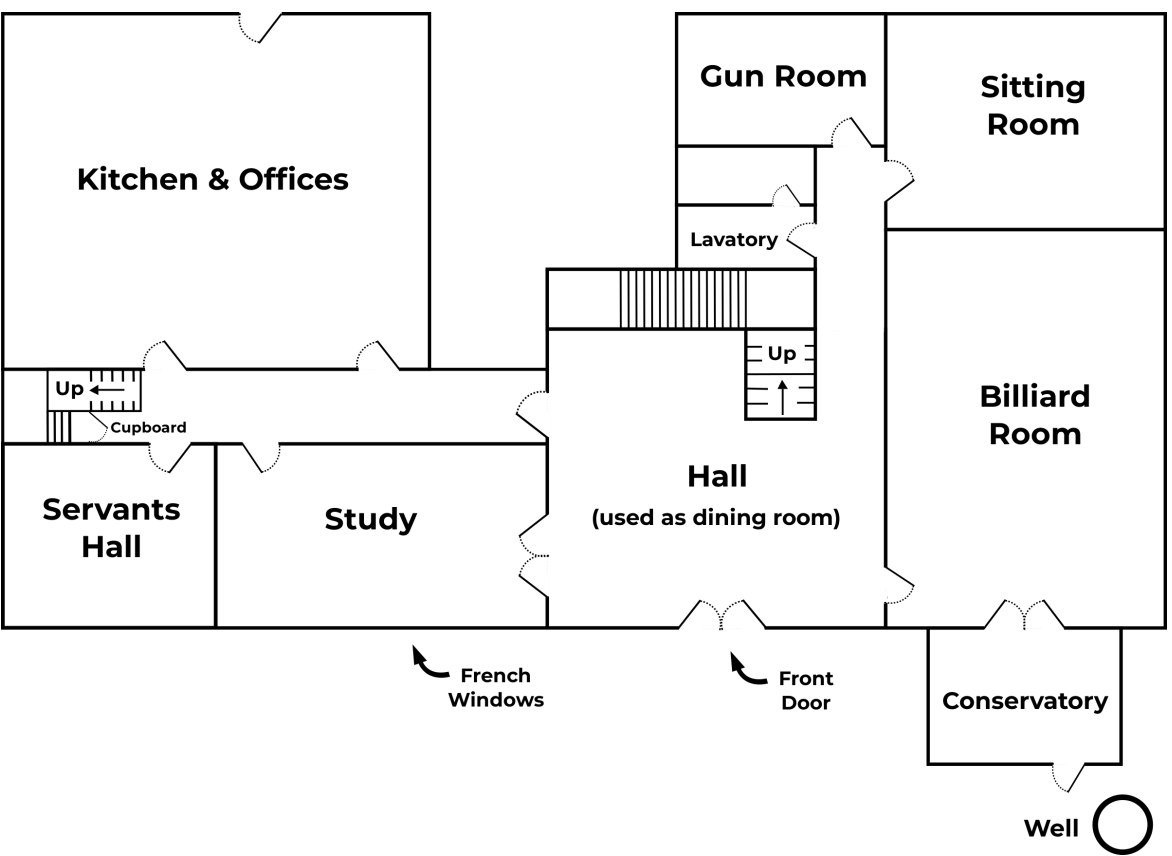 Gun Room
Sitting
Room
Kitchen & Offices
Lavatory
Up
Up
Cupboard
Billiard
Room
Hall
(used as dining room)
Servants
Hall
Study
French
Windows
Front
Door
Conservatory
Well